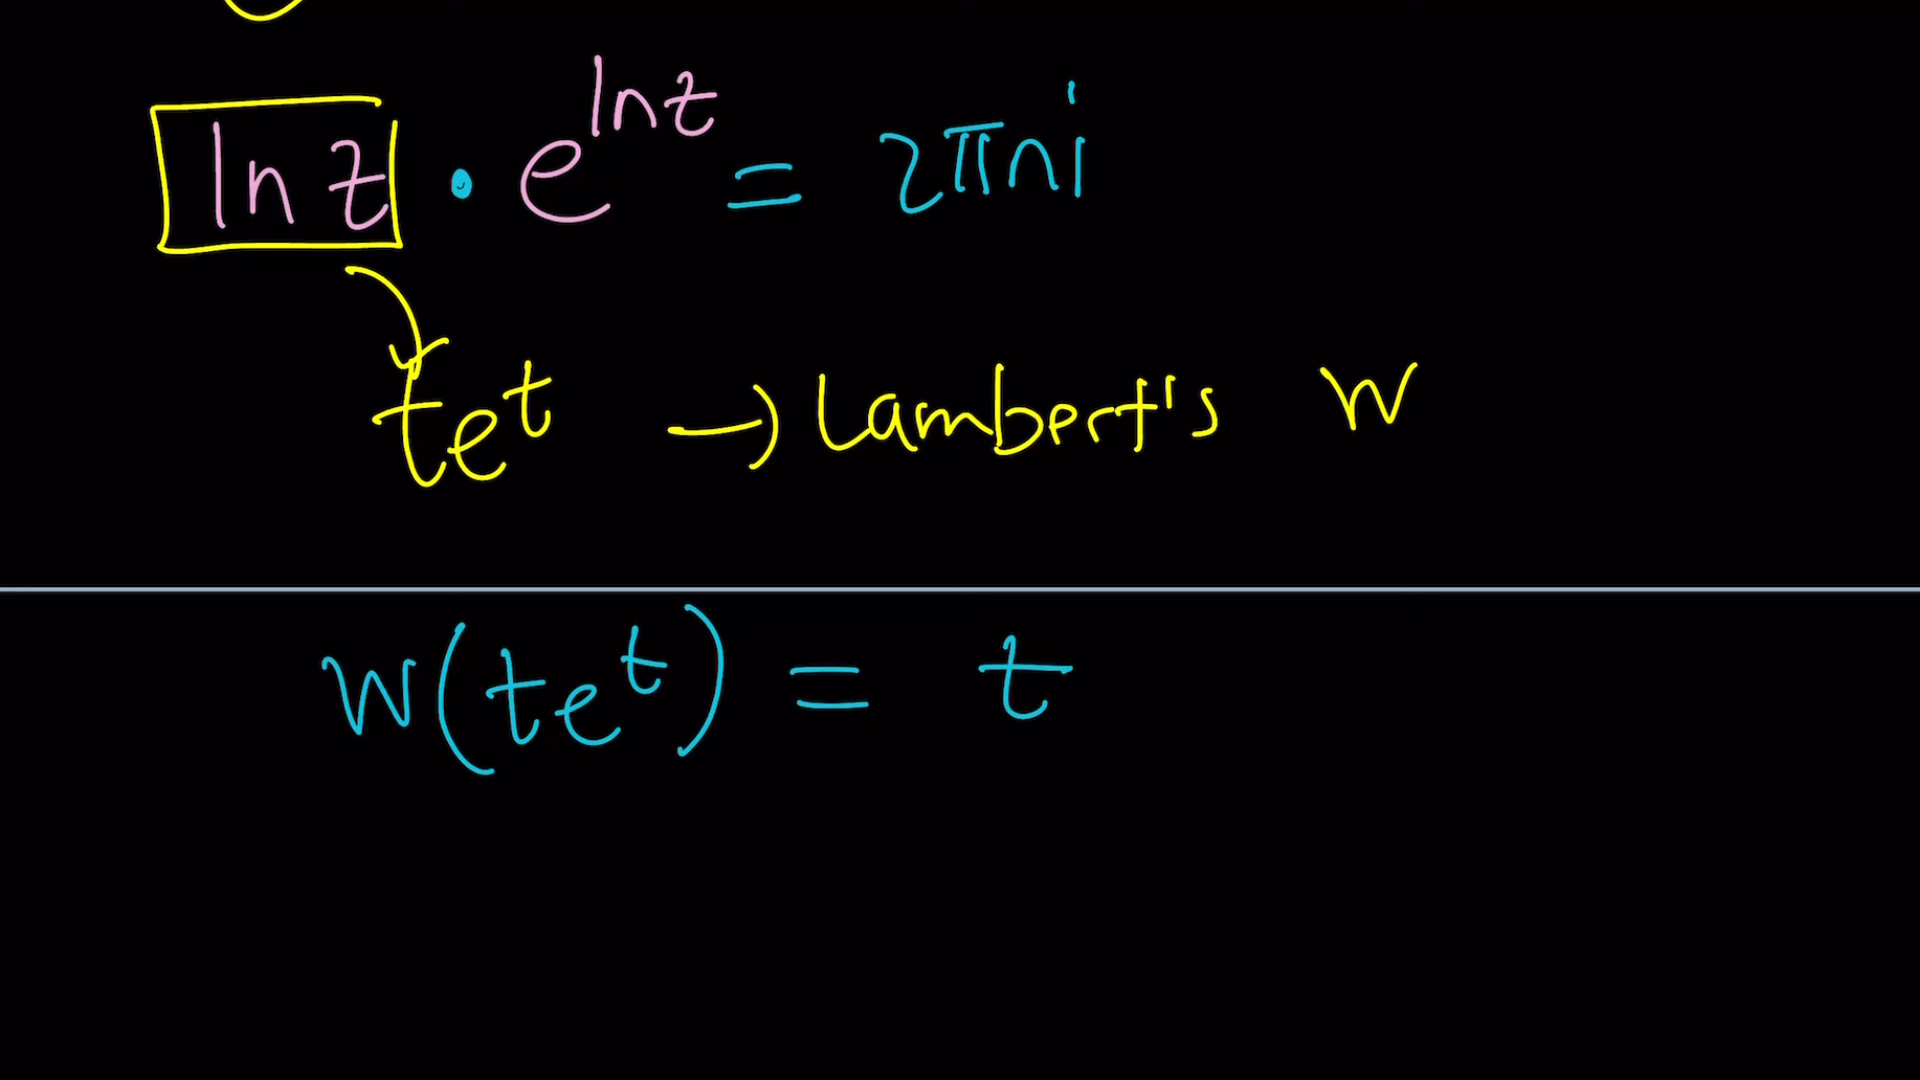 ln z · e^{ln z} = 2πni
te^t → Lambert's W
W(te^t) = t